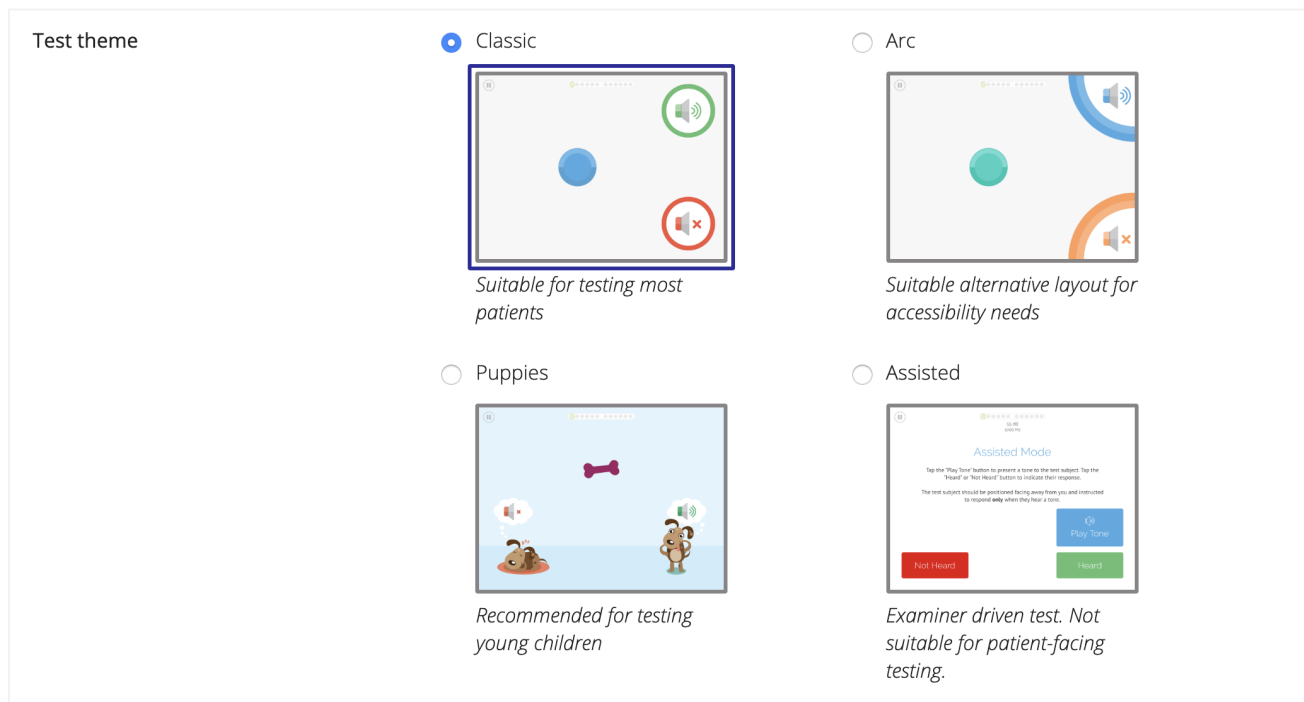 Test theme
Classic
Arc
Suitable for testing most
patients
Suitable alternative layout for
accessibility needs
Puppies
Assisted
Assisted Mode
Tap the "Play Tone" button to present a tone to the test subject. Tap the
"Heard" or "Not Heard" button to indicate their response.
The test subject should be positioned facing away from you and instructed
to respond only when they hear a tone.
Play Tone
Not Heard
Heard
Recommended for testing
young children
Examiner driven test. Not
suitable for patient-facing
testing.